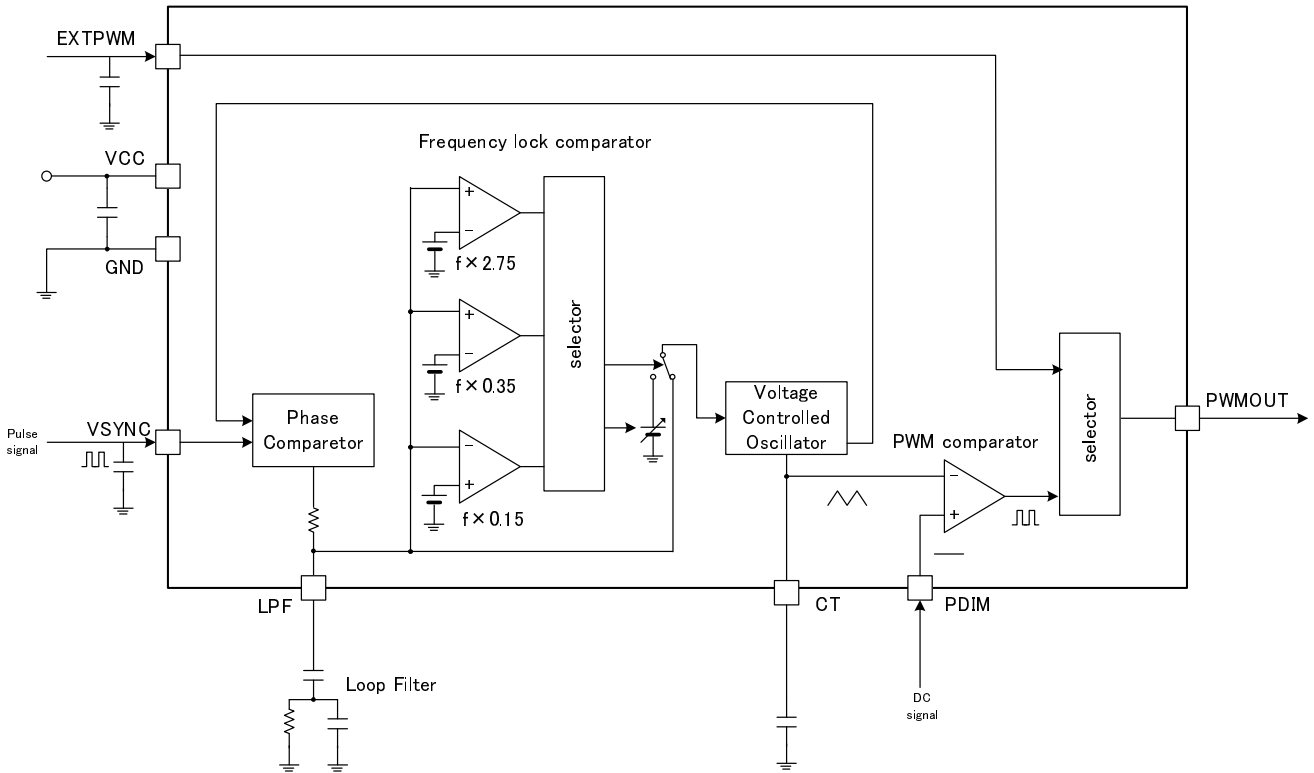 EXTPWM
VCC
GND
Frequency lock comparator
+
−
f×2.75
+
−
f×0.35
−
+
f×0.15
selector
Pulse
signal
VSYNC
Phase
Comparetor
Voltage
Controlled
Oscillator
PWM comparator
−
+
selector
PWMOUT
LPF
CT
PDIM
Loop Filter
DC
signal